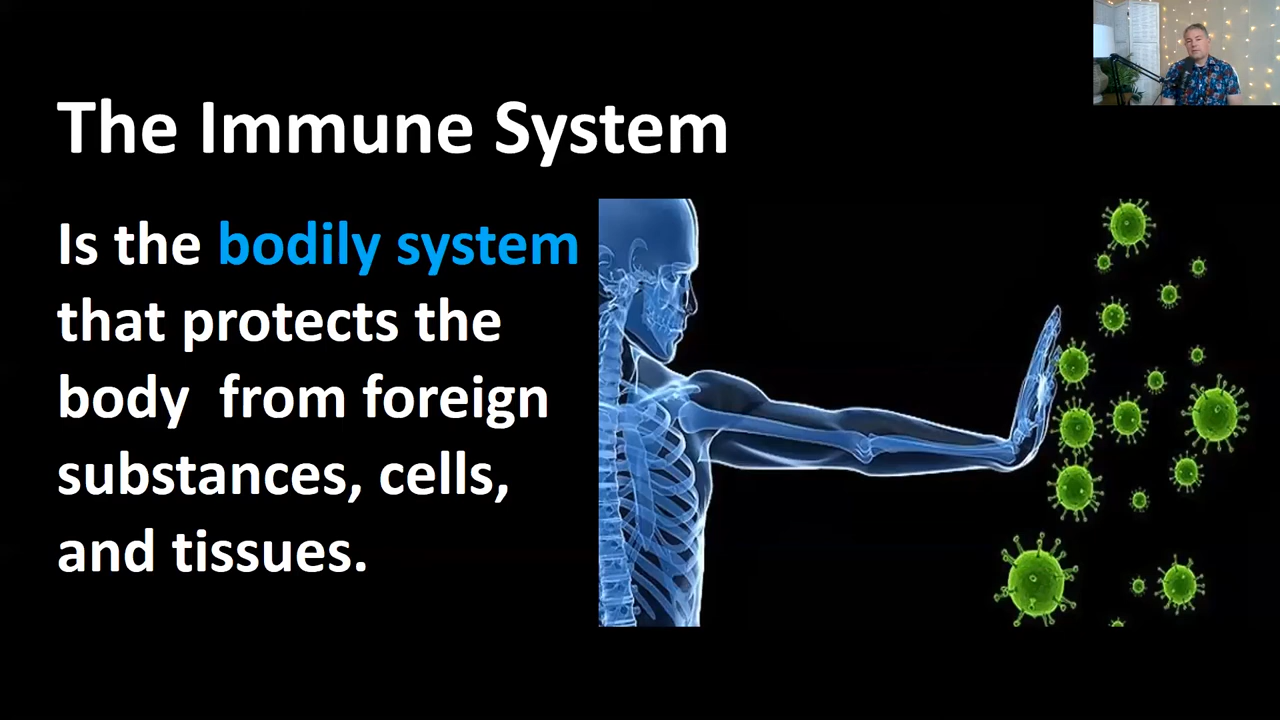 The Immune System
Is the bodily system
that protects the
body  from foreign
substances, cells,
and tissues.